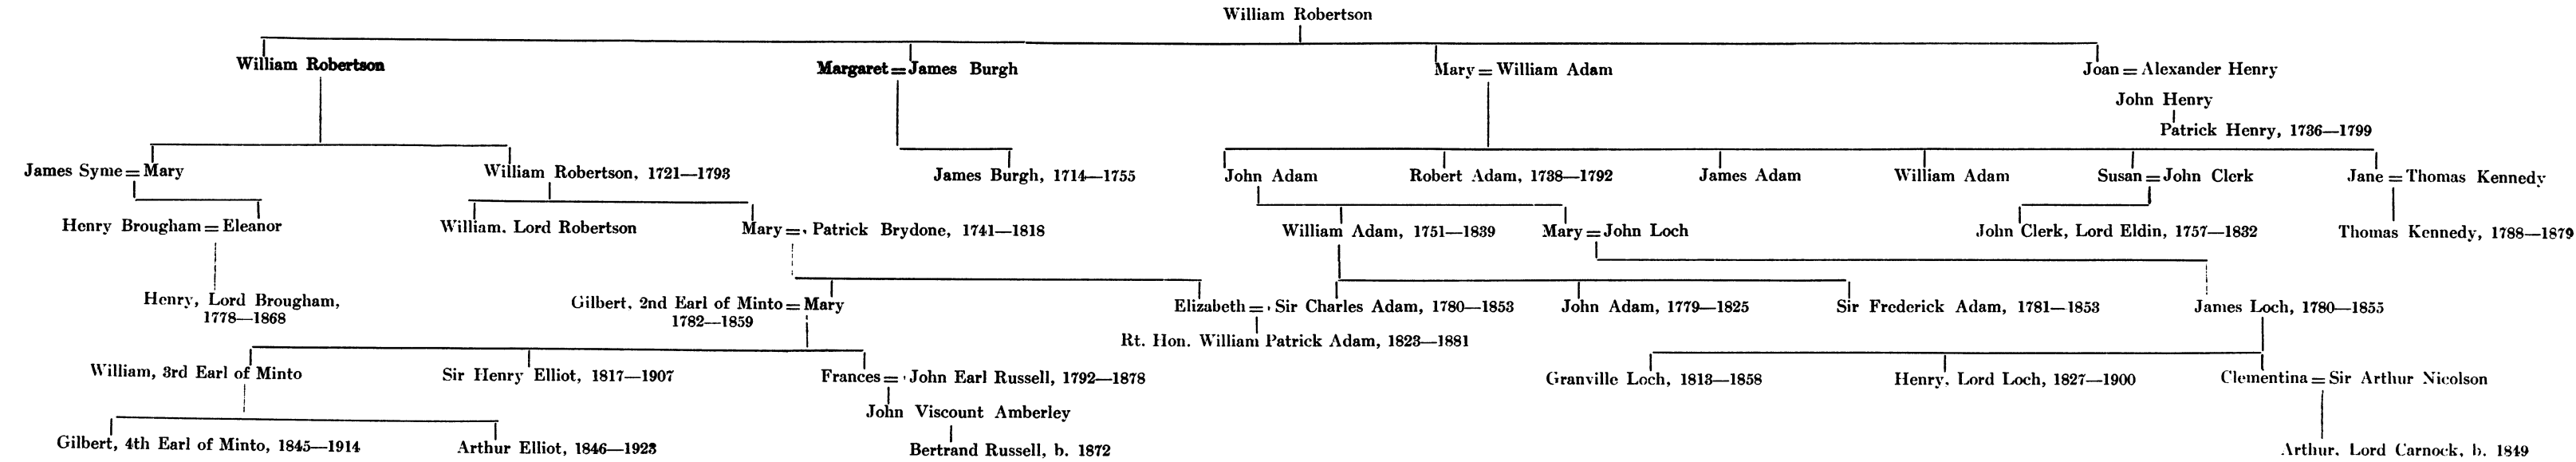 William Robertson
William Robertson
Margaret = James Burgh
Mary = William Adam
Joan = Alexander Henry
John Henry
Patrick Henry, 1736—1799
James Syme = Mary
William Robertson, 1721—1793
James Burgh, 1714—1755
John Adam
Robert Adam, 1738—1792
James Adam
William Adam
Susan = John Clerk
Jane = Thomas Kennedy
Henry Brougham = Eleanor
William, Lord Robertson
Mary = Patrick Brydone, 1741—1818
William Adam, 1751—1839
Mary = John Loch
John Clerk, Lord Eldin, 1757—1832
Thomas Kennedy, 1788—1879
Henry, Lord Brougham,
1778—1868
Gilbert, 2nd Earl of Minto = Mary
1782—1859
Elizabeth = Sir Charles Adam, 1780—1853
John Adam, 1779—1825
Sir Frederick Adam, 1781—1853
James Loch, 1780—1855
Rt. Hon. William Patrick Adam, 1823—1881
William, 3rd Earl of Minto
Sir Henry Elliot, 1817—1907
Frances = John Earl Russell, 1792—1878
Granville Loch, 1813—1858
Henry, Lord Loch, 1827—1900
Clementina = Sir Arthur Nicolson
John Viscount Amberley
Gilbert, 4th Earl of Minto, 1845—1914
Arthur Elliot, 1846—1923
Bertrand Russell, b. 1872
Arthur, Lord Carnock, b. 1849